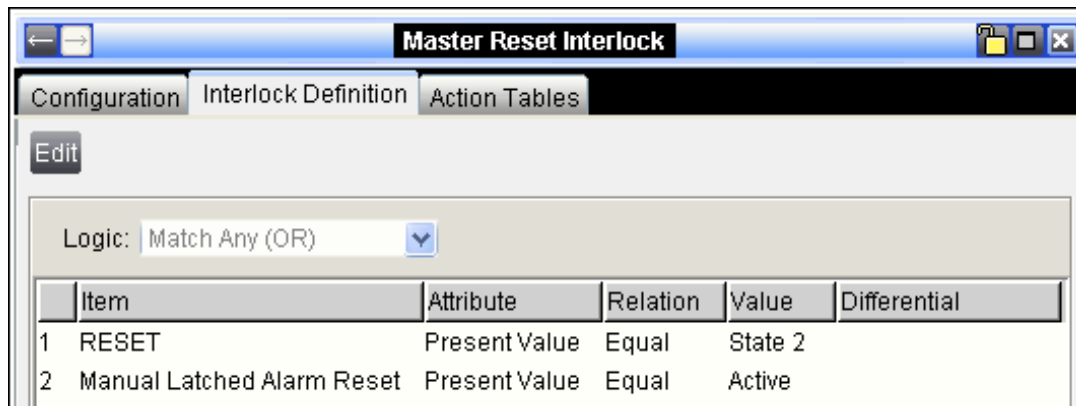 Master Reset Interlock
Configuration Interlock Definition Action Tables
Edit
Logic: Match Any (OR)
Item Attribute Relation Value Differential
1 RESET Present Value Equal State 2
2 Manual Latched Alarm Reset Present Value Equal Active